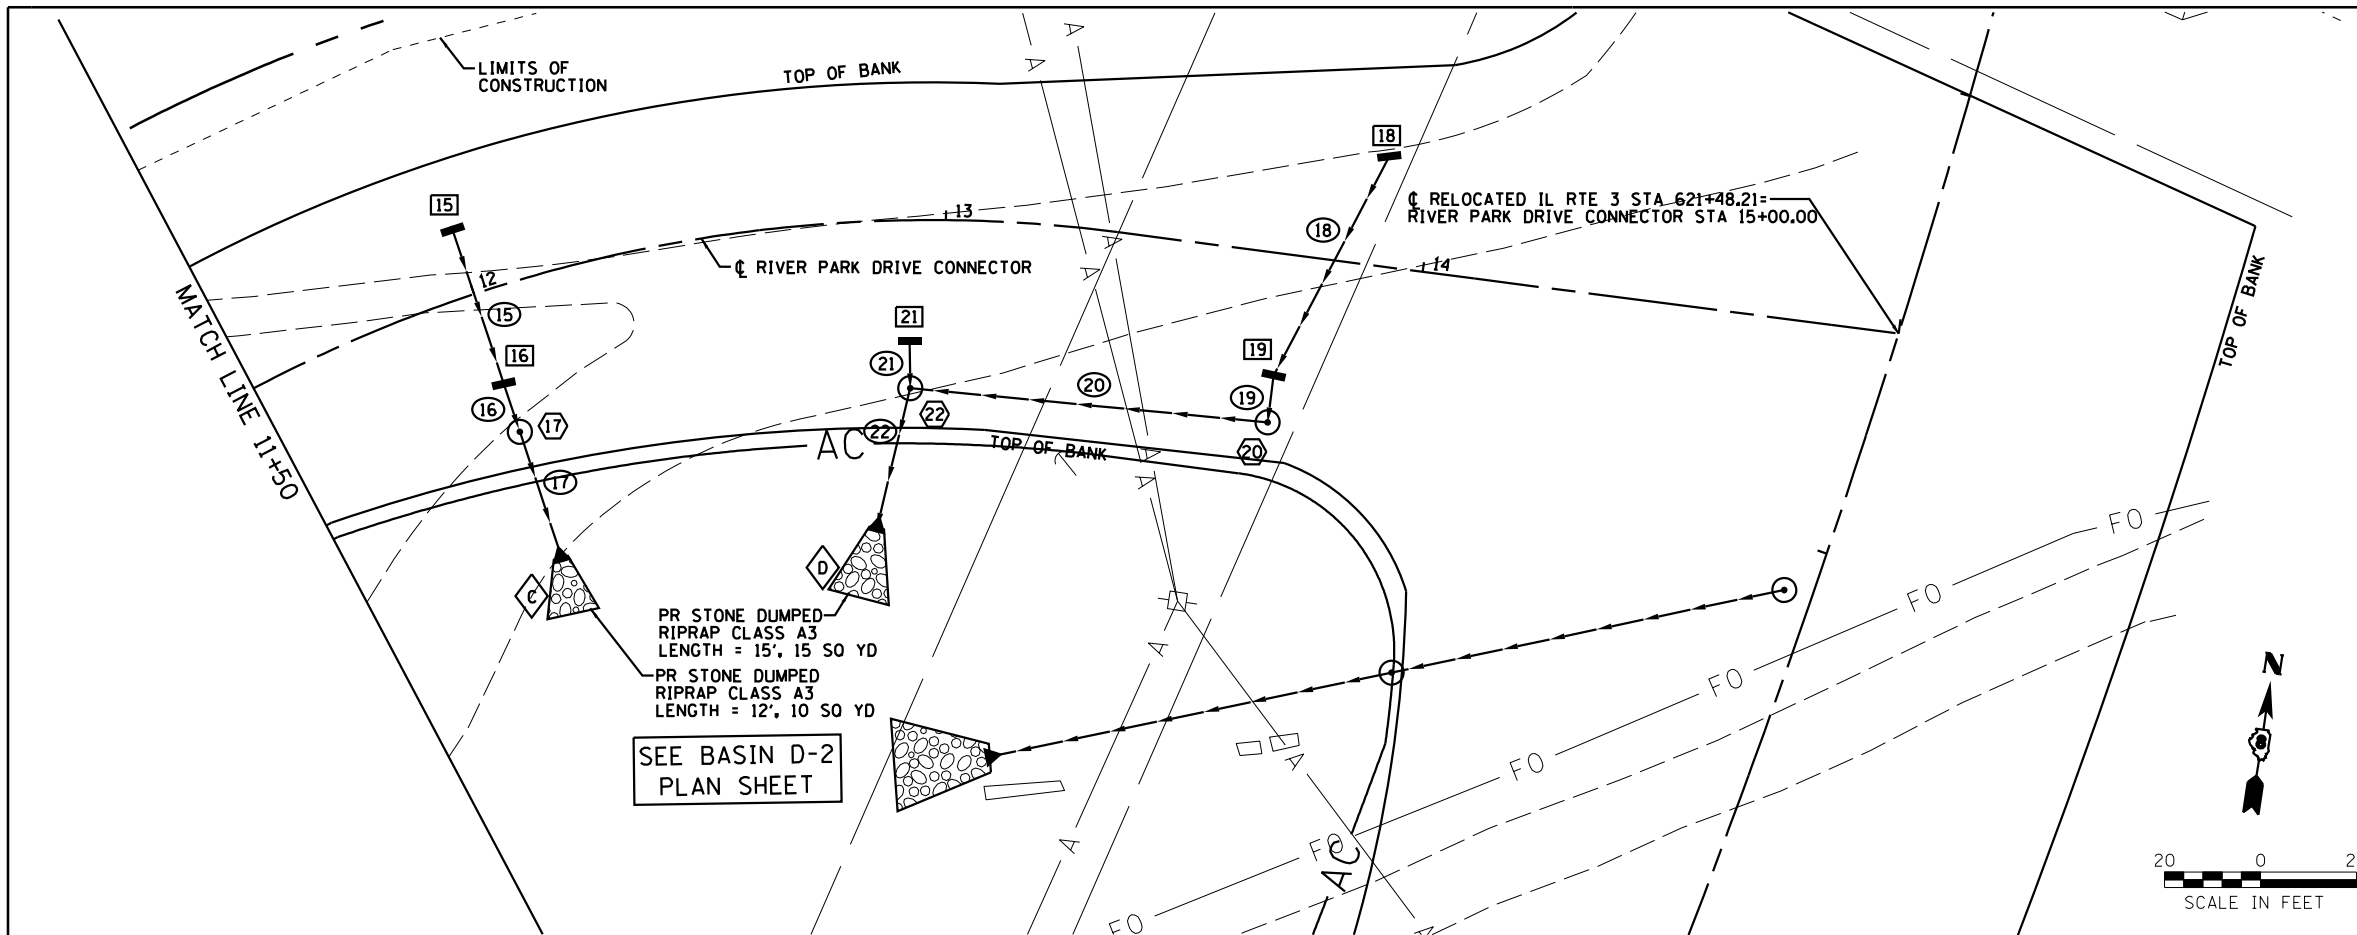 LIMITS OF
CONSTRUCTION
TOP OF BANK
A
A
18
15
13
℄ RELOCATED IL RTE 3 STA 621+48.21=
RIVER PARK DRIVE CONNECTOR STA 15+00.00
18
A
A
℄ RIVER PARK DRIVE CONNECTOR
14
12
TOP OF BANK
MATCH LINE 11+50
15
21
16
19
21
20
19
16
22
17
22
AC
TOP OF BANK
20
A
A
17
FO
D
C
FO
PR STONE DUMPED
RIPRAP CLASS A3
LENGTH = 15', 15 SQ YD
A
PR STONE DUMPED
RIPRAP CLASS A3
LENGTH = 12', 10 SQ YD
FO
N
SEE BASIN D-2
PLAN SHEET
A
FO
A
FO
AC
20 0 2
SCALE IN FEET
FO
A